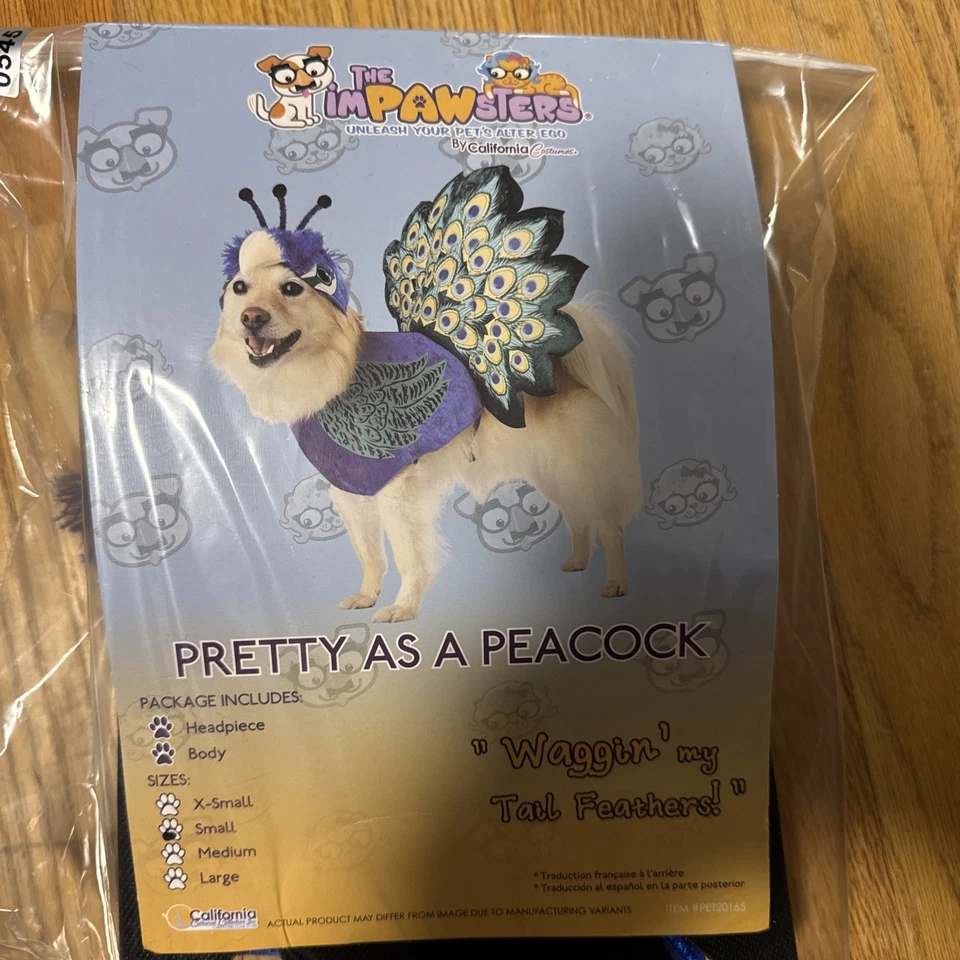 0545
THE
imPAWsTERS®
UNLEASH YOUR PET'S ALTER EGO
By California Costumes®
PRETTY AS A PEACOCK
PACKAGE INCLUDES:
Headpiece
Body
SIZES:
X-Small
Small
Medium
Large
" Waggin' my
Tail Feathers! "
* Traduction française à l'arrière
* Traducción al español en la parte posterior
California
ACTUAL PRODUCT MAY DIFFER FROM IMAGE DUE TO MANUFACTURING VARIANTS
ITEM #PET20165